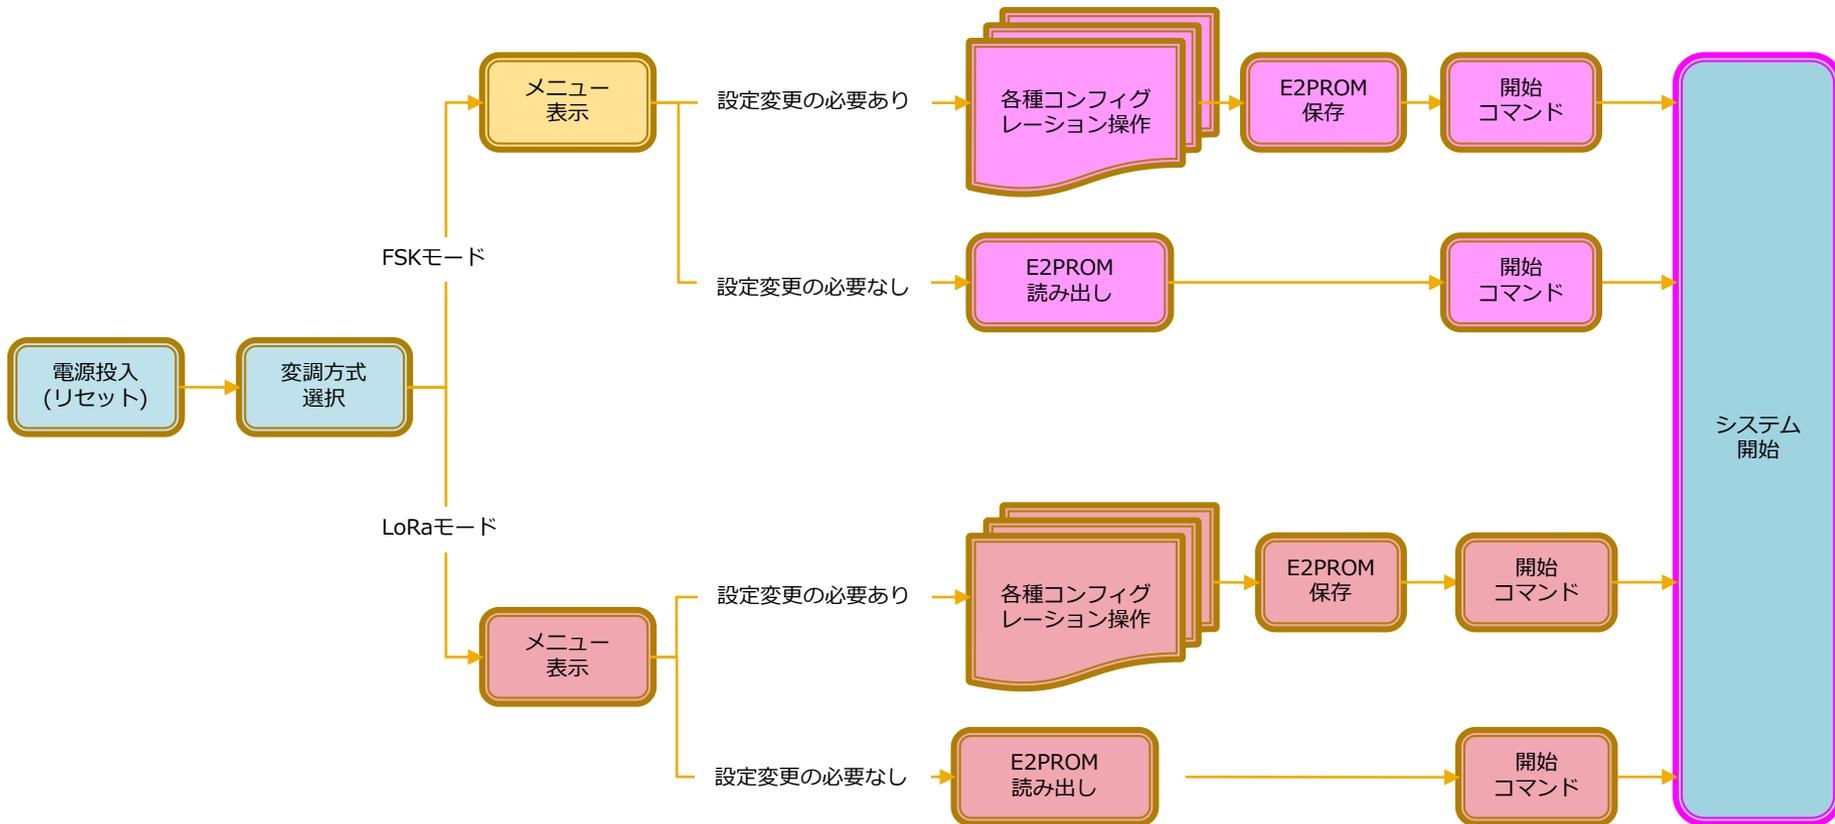 電源投入
(リセット)
変調方式
選択
FSKモード
メニュー
表示
設定変更の必要あり
各種コンフィグ
レーション操作
E2PROM
保存
開始
コマンド
設定変更の必要なし
E2PROM
読み出し
開始
コマンド
LoRaモード
メニュー
表示
設定変更の必要あり
各種コンフィグ
レーション操作
E2PROM
保存
開始
コマンド
設定変更の必要なし
E2PROM
読み出し
開始
コマンド
システム
開始